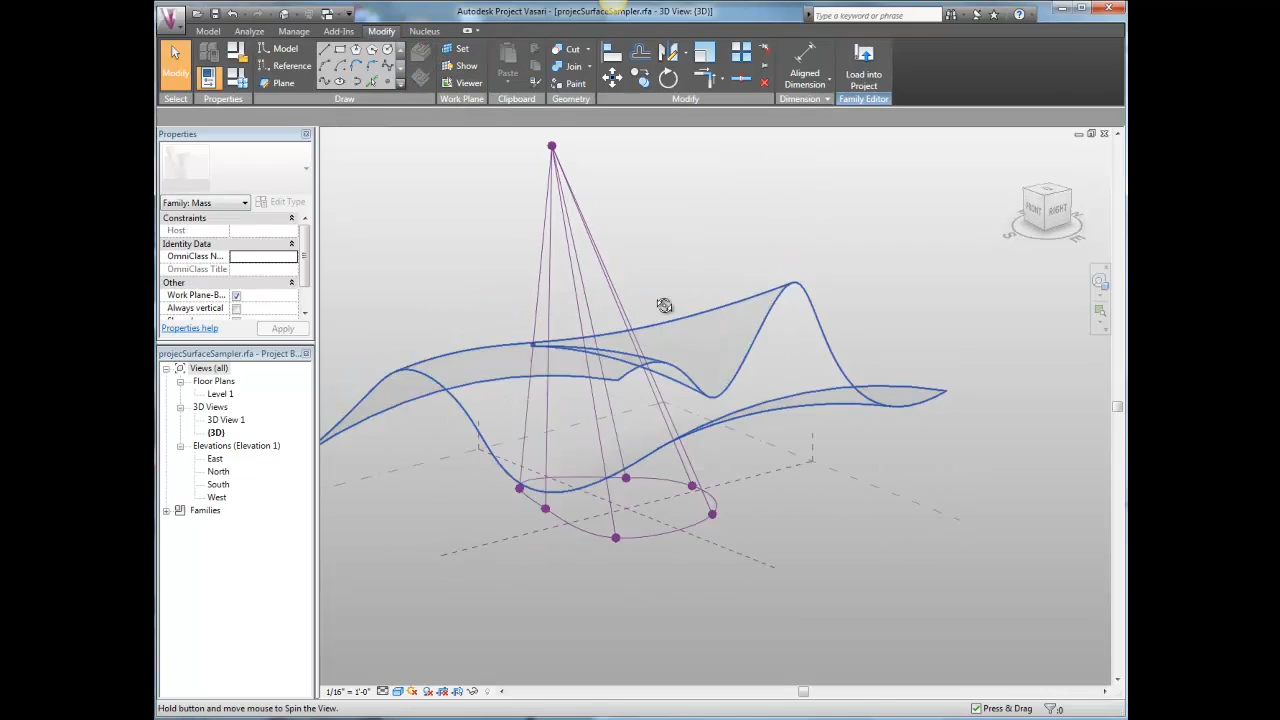 Autodesk Project Vasari - [projecSurfaceSampler.rfa - 3D View: {3D}]
Type a keyword or phrase
Model Analyze Manage Add-Ins Modify Nucleus
Modify
Select
Properties
Model
Reference
Plane
Draw
Set
Show
Viewer
Work Plane
Paste
Clipboard
Cut
Join
Paint
Geometry
Modify
Aligned
Dimension
Dimension
Load into
Project
Family Editor
Properties
Family: Mass
Edit Type
Constraints
Host
Identity Data
OmniClass N...
OmniClass Title
Other
Work Plane-B...
Always vertical
Properties help
Apply
projecSurfaceSampler.rfa - Project B...
Views (all)
Floor Plans
Level 1
3D Views
3D View 1
{3D}
Elevations (Elevation 1)
East
North
South
West
Families
FRONT
RIGHT
S
E
1/16" = 1'-0"
Hold button and move mouse to Spin the View.
Press & Drag
:0